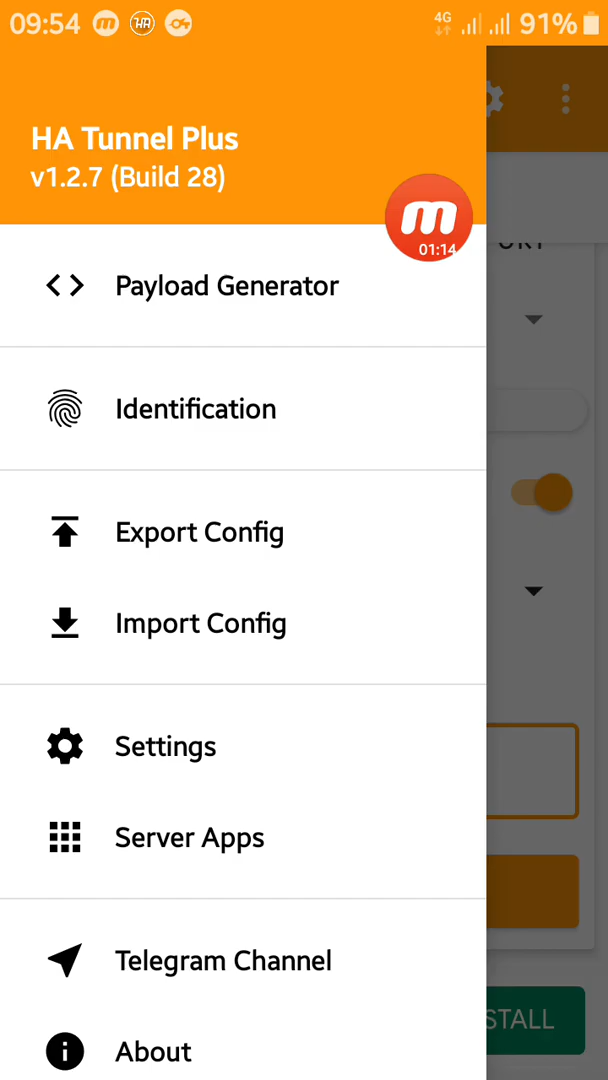 09:54
4G
91%
HA Tunnel Plus
v1.2.7 (Build 28)
01:14
Payload Generator
Identification
Export Config
Import Config
Settings
Server Apps
Telegram Channel
About
STALL